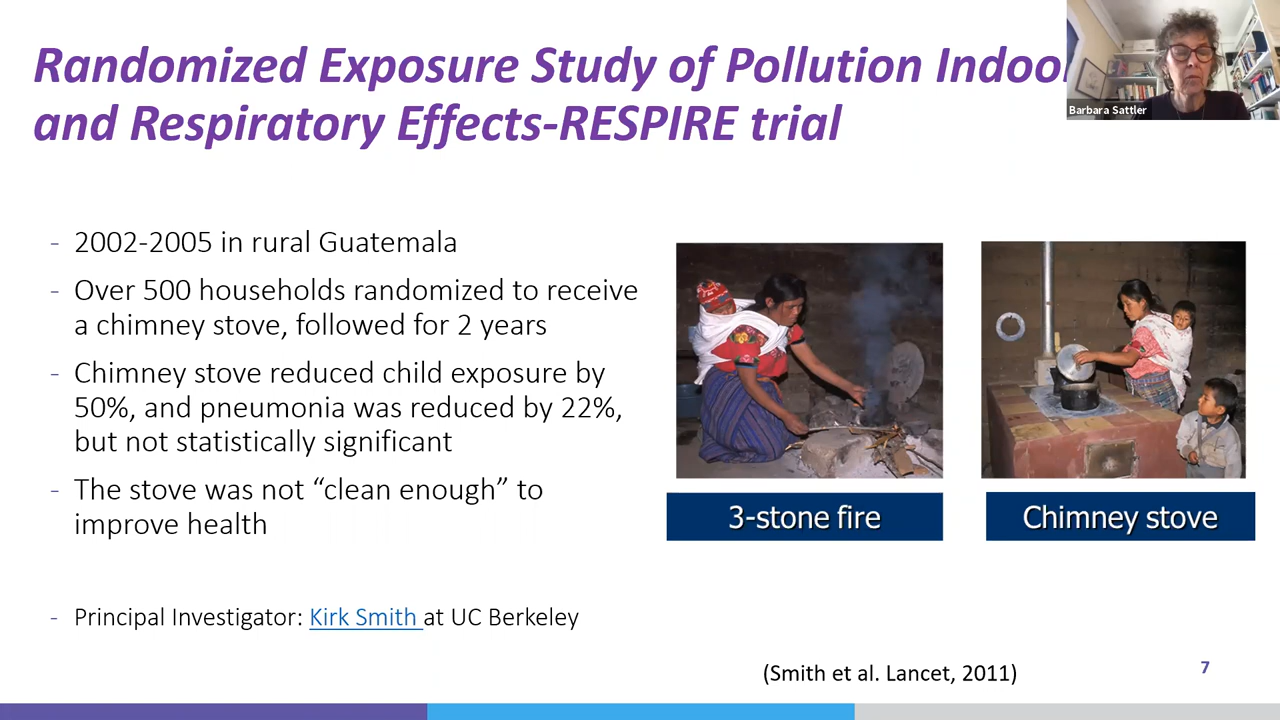 Randomized Exposure Study of Pollution Indoor
and Respiratory Effects-RESPIRE trial
Barbara Sattler
- 2002-2005 in rural Guatemala
- Over 500 households randomized to receive
a chimney stove, followed for 2 years
- Chimney stove reduced child exposure by
50%, and pneumonia was reduced by 22%,
but not statistically significant
- The stove was not “clean enough” to
improve health
3-stone fire
Chimney stove
- Principal Investigator: Kirk Smith at UC Berkeley
(Smith et al. Lancet, 2011)
7